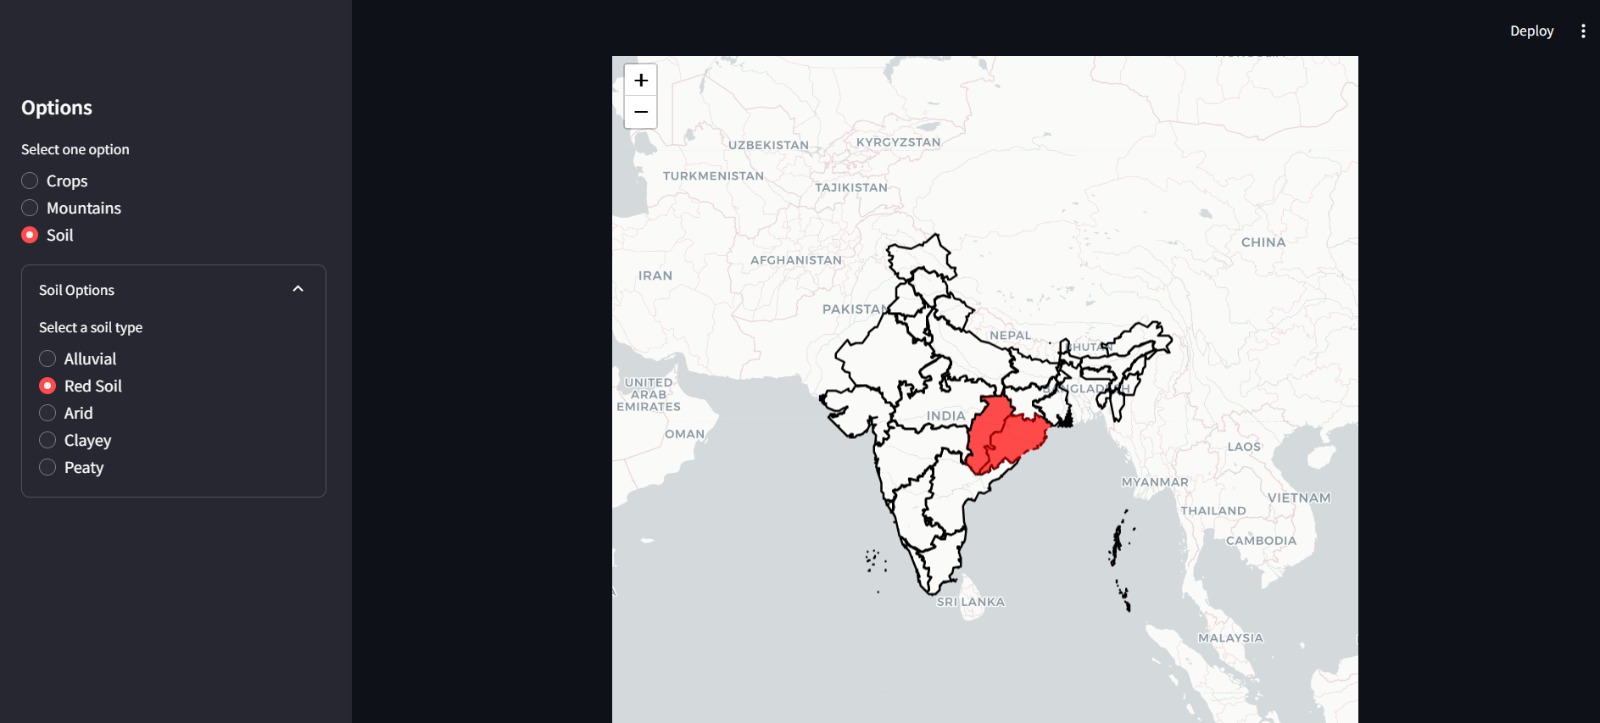 Deploy
Options
Select one option
Crops
Mountains
Soil
Soil Options
Select a soil type
Alluvial
Red Soil
Arid
Clayey
Peaty
+
−
UZBEKISTAN
KYRGYZSTAN
TURKMENISTAN
TAJIKISTAN
CHINA
AFGHANISTAN
IRAN
PAKISTAN
NEPAL
BHUTAN
UNITED
ARAB
EMIRATES
BANGLADESH
INDIA
OMAN
LAOS
MYANMAR
VIETNAM
THAILAND
CAMBODIA
SRI LANKA
MALAYSIA